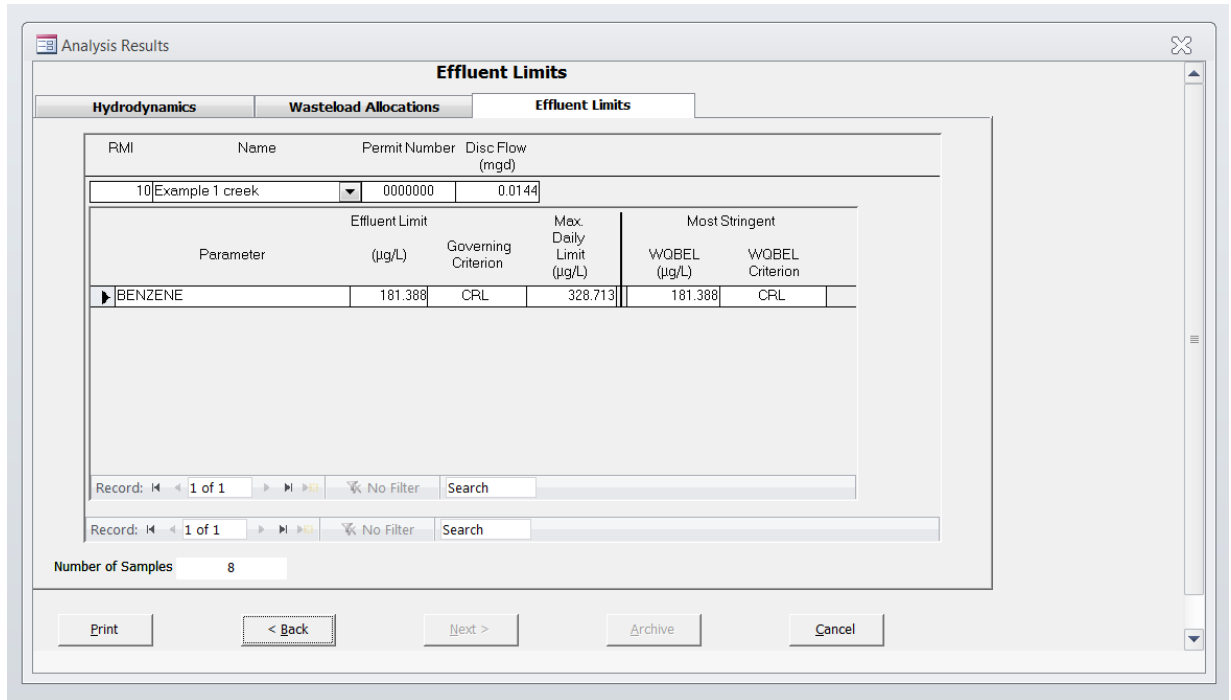 Analysis Results
Effluent Limits
Hydrodynamics Wasteload Allocations Effluent Limits
RMI Name Permit Number Disc Flow
(mgd)
10 Example 1 creek 0000000 0.0144
Effluent Limit Max. Most Stringent
Daily
Parameter (µg/L) Governing Limit WQBEL WQBEL
Criterion (µg/L) (µg/L) Criterion
BENZENE 181.388 CRL 328.713 181.388 CRL
Record: 1 of 1 No Filter Search
Record: 1 of 1 No Filter Search
Number of Samples 8
Print < Back Next > Archive Cancel